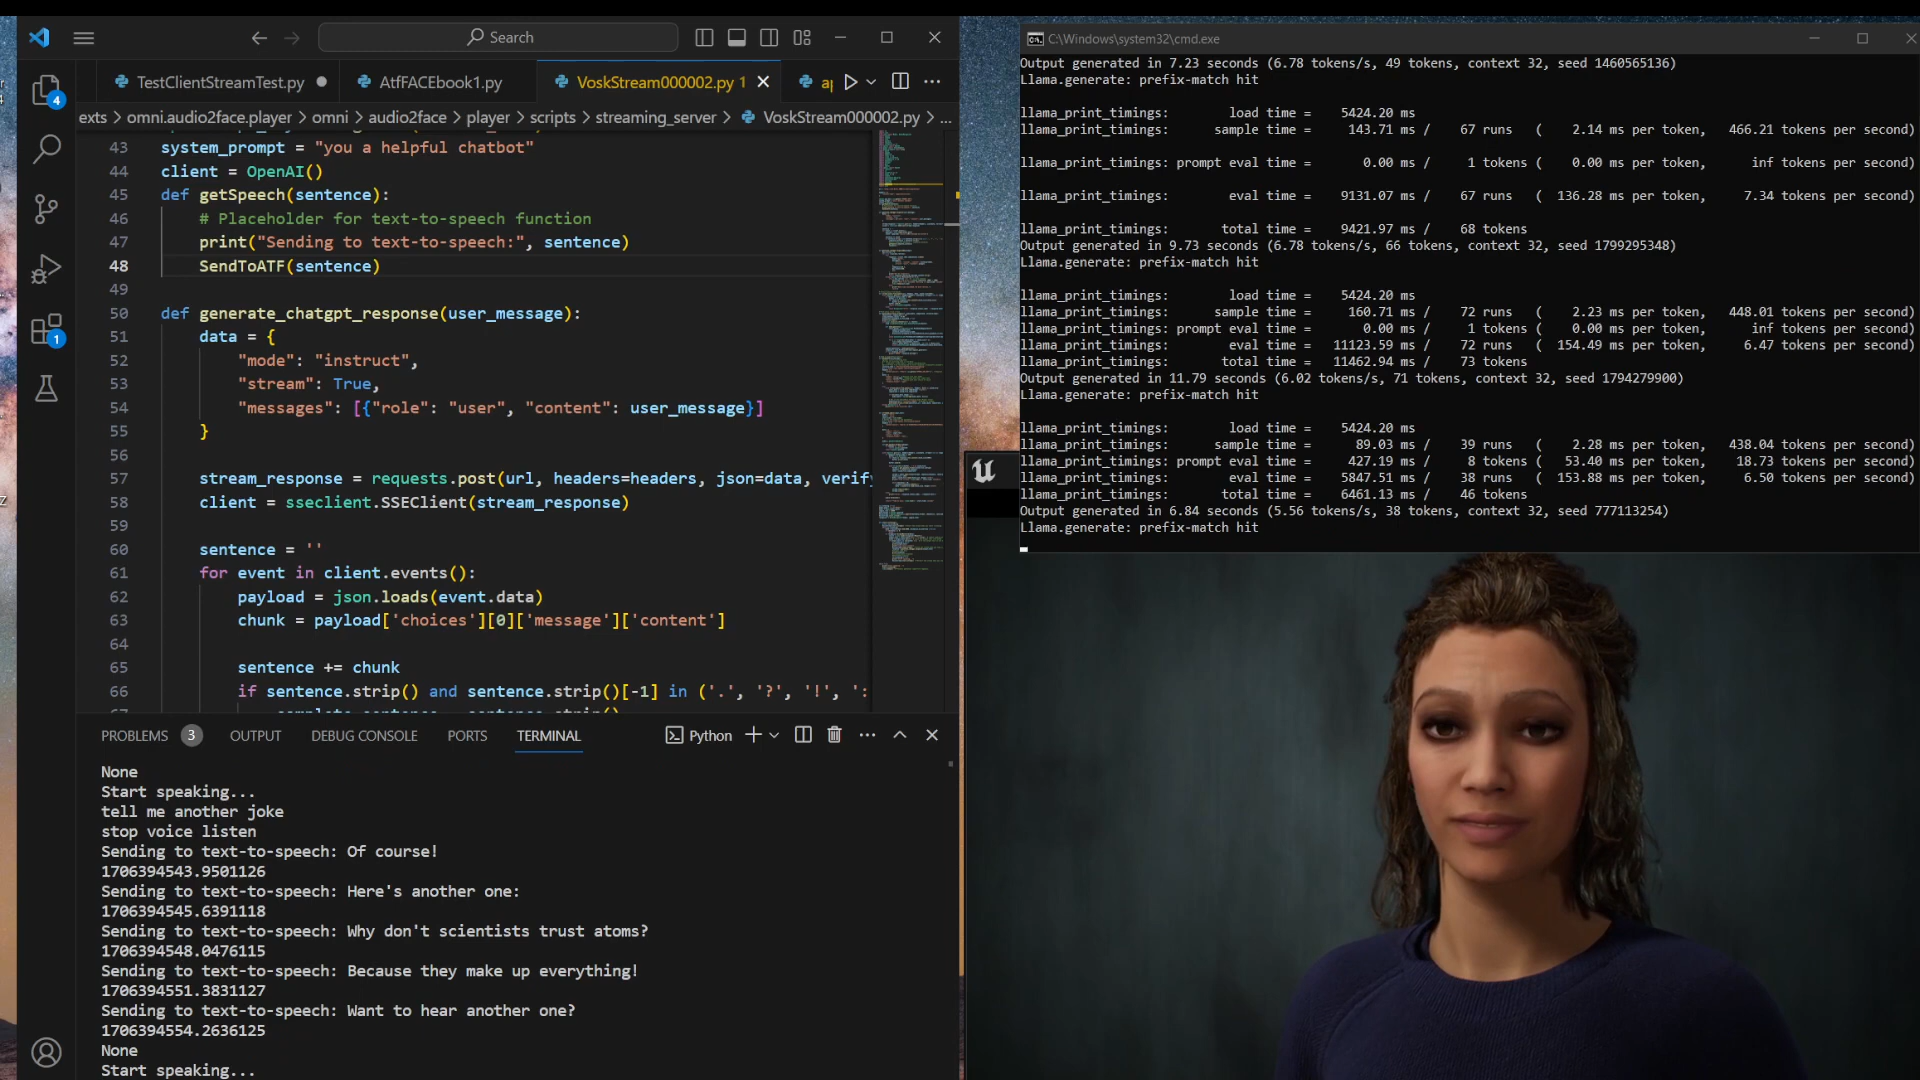 Search
TestClientStreamTest.py
AtfFACEbook1.py
VoskStream000002.py 1
ap
exts > omni.audio2face.player > omni > audio2face > player > scripts > streaming_server > VoskStream000002.py > ...
43 system_prompt = "you a helpful chatbot"
44 client = OpenAI()
45 def getSpeech(sentence):
46 # Placeholder for text-to-speech function
47 print("Sending to text-to-speech:", sentence)
48 SendToATF(sentence)
49
50 def generate_chatgpt_response(user_message):
51 data = {
52 "mode": "instruct",
53 "stream": True,
54 "messages": [{"role": "user", "content": user_message}]
55 }
56
57 stream_response = requests.post(url, headers=headers, json=data, verify
58 client = sseclient.SSEClient(stream_response)
59
60 sentence = ''
61 for event in client.events():
62 payload = json.loads(event.data)
63 chunk = payload['choices'][0]['message']['content']
64
65 sentence += chunk
66 if sentence.strip() and sentence.strip()[-1] in ('.', '?', '!', ':
4
1
PROBLEMS 3 OUTPUT DEBUG CONSOLE PORTS TERMINAL Python
None
Start speaking...
tell me another joke
stop voice listen
Sending to text-to-speech: Of course!
1706394543.9501126
Sending to text-to-speech: Here's another one:
1706394545.6391118
Sending to text-to-speech: Why don't scientists trust atoms?
1706394548.0476115
Sending to text-to-speech: Because they make up everything!
1706394551.3831127
Sending to text-to-speech: Want to hear another one?
1706394554.2636125
None
Start speaking...
C:\Windows\system32\cmd.exe
Output generated in 7.23 seconds (6.78 tokens/s, 49 tokens, context 32, seed 1460565136)
Llama.generate: prefix-match hit
llama_print_timings: load time = 5424.20 ms
llama_print_timings: sample time = 143.71 ms / 67 runs ( 2.14 ms per token, 466.21 tokens per second)
llama_print_timings: prompt eval time = 0.00 ms / 1 tokens ( 0.00 ms per token, inf tokens per second)
llama_print_timings: eval time = 9131.07 ms / 67 runs ( 136.28 ms per token, 7.34 tokens per second)
llama_print_timings: total time = 9421.97 ms / 68 tokens
Output generated in 9.73 seconds (6.78 tokens/s, 66 tokens, context 32, seed 1799295348)
Llama.generate: prefix-match hit
llama_print_timings: load time = 5424.20 ms
llama_print_timings: sample time = 160.71 ms / 72 runs ( 2.23 ms per token, 448.01 tokens per second)
llama_print_timings: prompt eval time = 0.00 ms / 1 tokens ( 0.00 ms per token, inf tokens per second)
llama_print_timings: eval time = 11123.59 ms / 72 runs ( 154.49 ms per token, 6.47 tokens per second)
llama_print_timings: total time = 11462.94 ms / 73 tokens
Output generated in 11.79 seconds (6.02 tokens/s, 71 tokens, context 32, seed 1794279900)
Llama.generate: prefix-match hit
llama_print_timings: load time = 5424.20 ms
llama_print_timings: sample time = 89.03 ms / 39 runs ( 2.28 ms per token, 438.04 tokens per second)
llama_print_timings: prompt eval time = 427.19 ms / 8 tokens ( 53.40 ms per token, 18.73 tokens per second)
llama_print_timings: eval time = 5847.51 ms / 38 runs ( 153.88 ms per token, 6.50 tokens per second)
llama_print_timings: total time = 6461.13 ms / 46 tokens
Output generated in 6.84 seconds (5.56 tokens/s, 38 tokens, context 32, seed 777113254)
Llama.generate: prefix-match hit